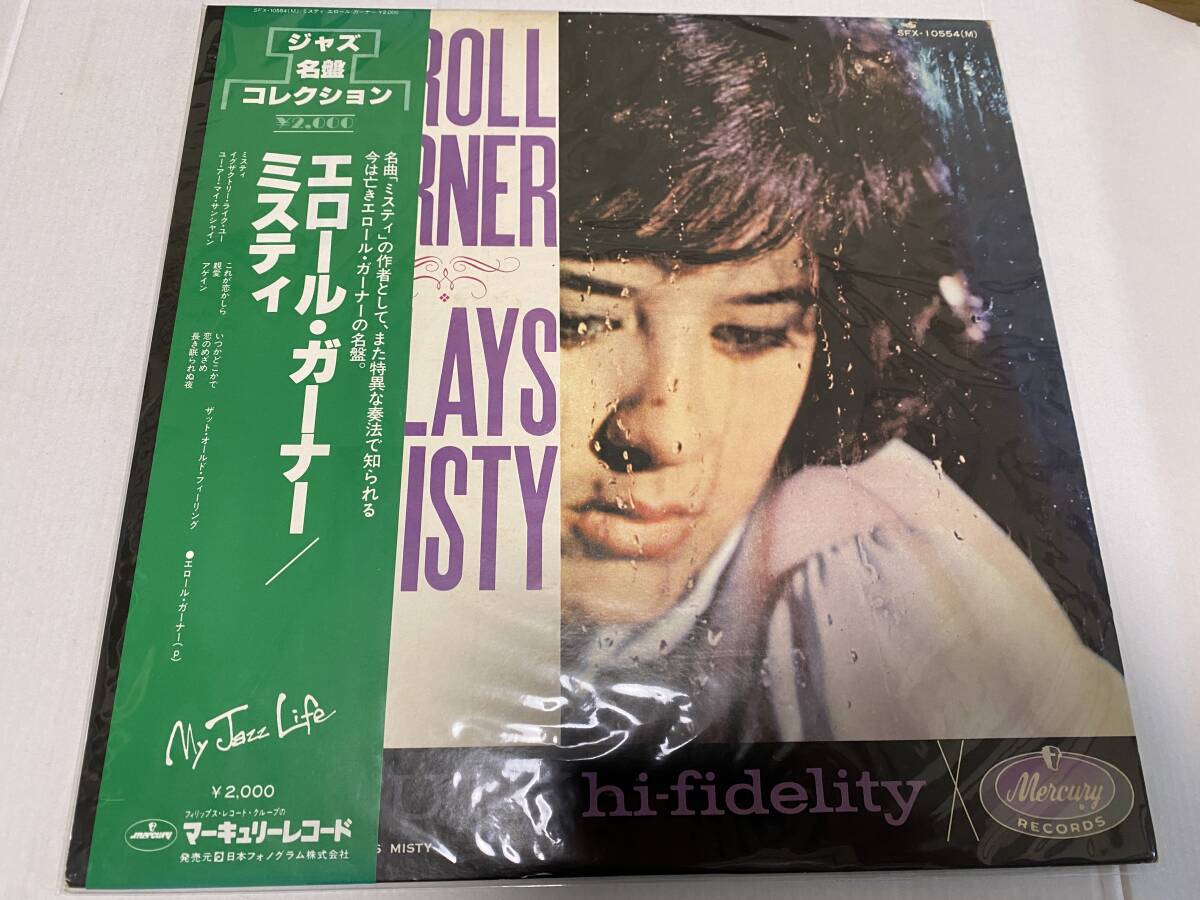 SFX-10554(M) ミスティ エロール・ガーナー ¥2,000
ジャズ
名盤
コレクション
¥2,000
名曲「ミスティ」の作者として、また特異な奏法で知られる
今は亡きエロール・ガーナーの名盤。
エロール・ガーナー／
ミスティ
ミスティ
イグザクトリー・ライク・ユー
ユー・アー・マイ・サンシャイン
これが恋かしら
親愛
アゲイン
いつかどこかで
恋のめざめ
長き眠られぬ夜
ザット・オールド・フィーリング
●エロール・ガーナー(p)
My Jazz Life
¥2,000
フィリップス・レコード・グループの
mercury
マーキュリーレコード
発売元 日本フォノグラム株式会社
SFX-10554(M)
ROLL
RNER
LAYS
ISTY
hi-fidelity
Mercury
RECORDS
S MISTY